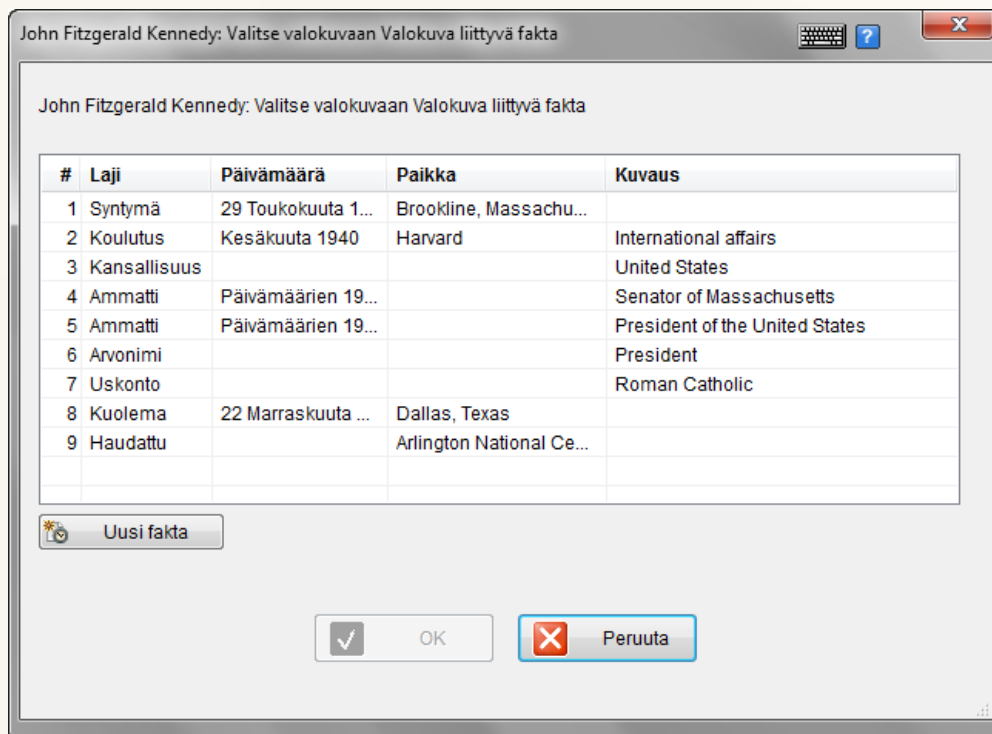 John Fitzgerald Kennedy: Valitse valokuvaan Valokuva liittyvä fakta
?
X
John Fitzgerald Kennedy: Valitse valokuvaan Valokuva liittyvä fakta
# Laji Päivämäärä Paikka Kuvaus
1 Syntymä 29 Toukokuuta 1... Brookline, Massachu...
2 Koulutus Kesäkuuta 1940 Harvard International affairs
3 Kansallisuus United States
4 Ammatti Päivämäärien 19... Senator of Massachusetts
5 Ammatti Päivämäärien 19... President of the United States
6 Arvonimi President
7 Uskonto Roman Catholic
8 Kuolema 22 Marraskuuta ... Dallas, Texas
9 Haudattu Arlington National Ce...
Uusi fakta
OK Peruuta